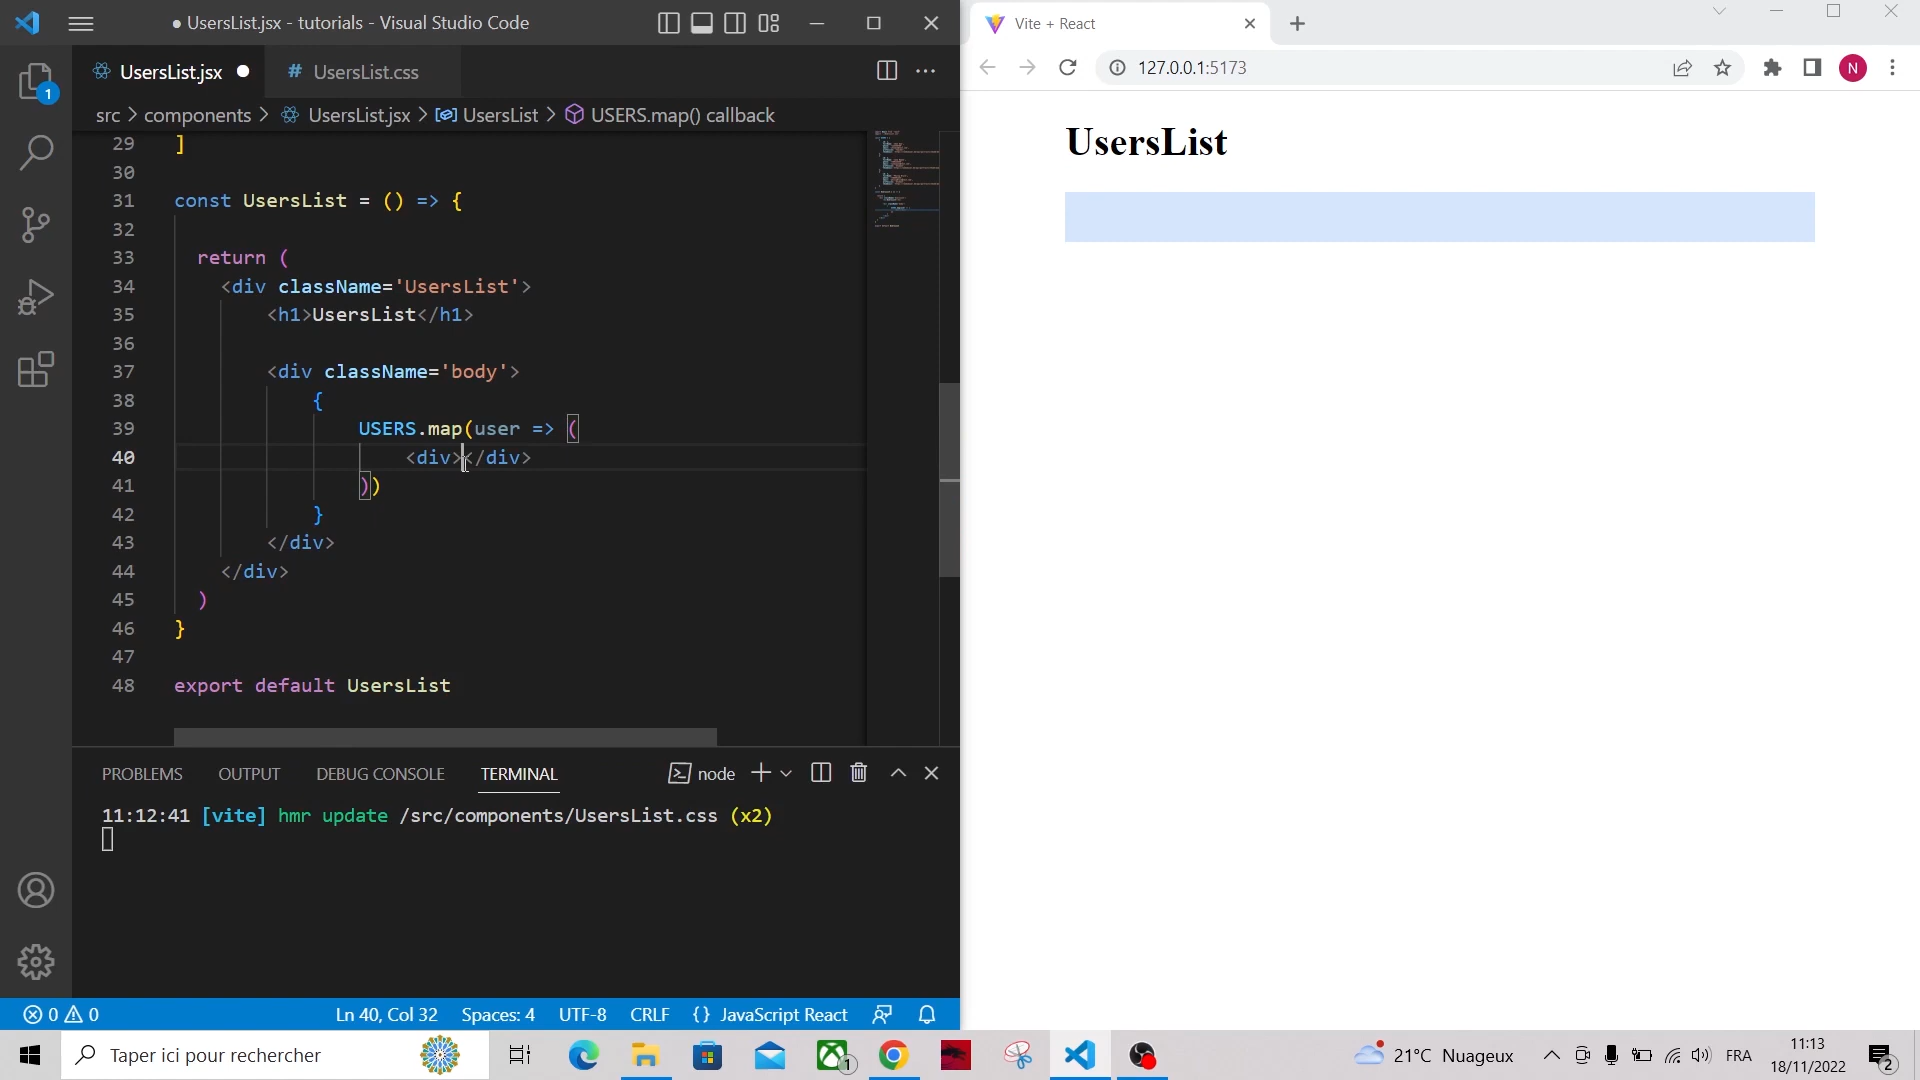 UsersList.jsx - tutorials - Visual Studio Code
UsersList.jsx
# UsersList.css
src > components > UsersList.jsx > UsersList > USERS.map() callback
29 ]
30
31 const UsersList = () => {
32
33 return (
34 <div className='UsersList'>
35 <h1>UsersList</h1>
36
37 <div className='body'>
38 {
39 USERS.map(user => (
40 <div></div>
41 ))
42 }
43 </div>
44 </div>
45 )
46 }
47
48 export default UsersList
PROBLEMS OUTPUT DEBUG CONSOLE TERMINAL node
11:12:41 [vite] hmr update /src/components/UsersList.css (x2)
1
0 0 Ln 40, Col 32 Spaces: 4 UTF-8 CRLF {} JavaScript React
Vite + React
127.0.0.1:5173
N
UsersList
Taper ici pour rechercher
1
21°C Nuageux
FRA
11:13
18/11/2022
2